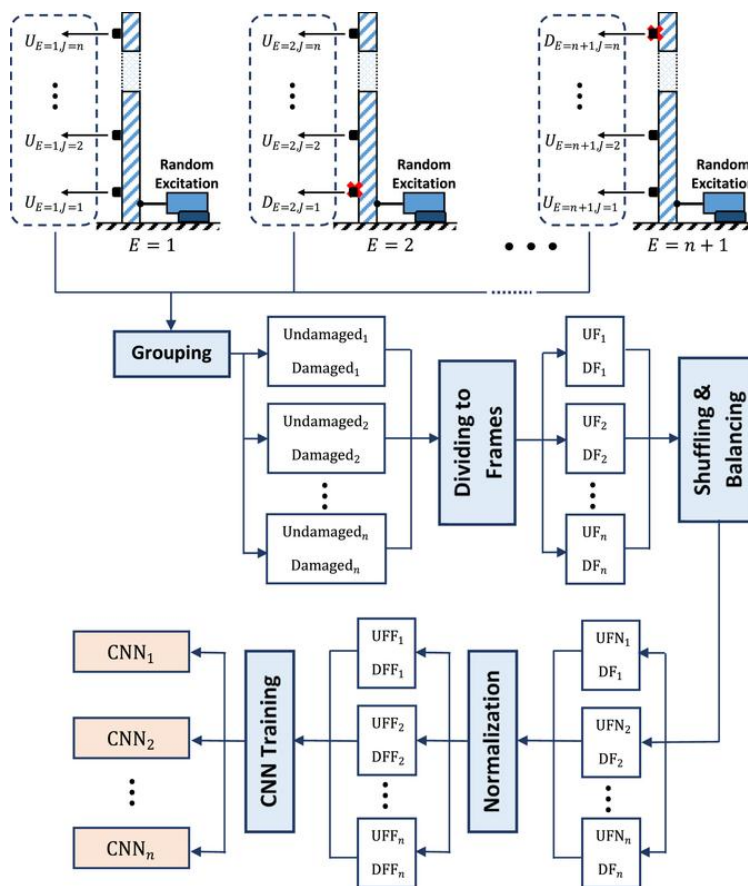 U_{E=1,J=n}
U_{E=1,J=2}
U_{E=1,J=1}
Random
Excitation
E = 1
U_{E=2,J=n}
U_{E=2,J=2}
D_{E=2,J=1}
Random
Excitation
E = 2
D_{E=n+1,J=n}
U_{E=n+1,J=2}
U_{E=n+1,J=1}
Random
Excitation
E = n + 1
Grouping
Undamaged₁
Damaged₁
Undamaged₂
Damaged₂
Undamagedₙ
Damagedₙ
Dividing to
Frames
UF₁
DF₁
UF₂
DF₂
UFₙ
DFₙ
Shuffling &
Balancing
CNN₁
CNN₂
CNNₙ
CNN Training
UFF₁
DFF₁
UFF₂
DFF₂
UFFₙ
DFFₙ
Normalization
UFN₁
DF₁
UFN₂
DF₂
UFNₙ
DFₙ